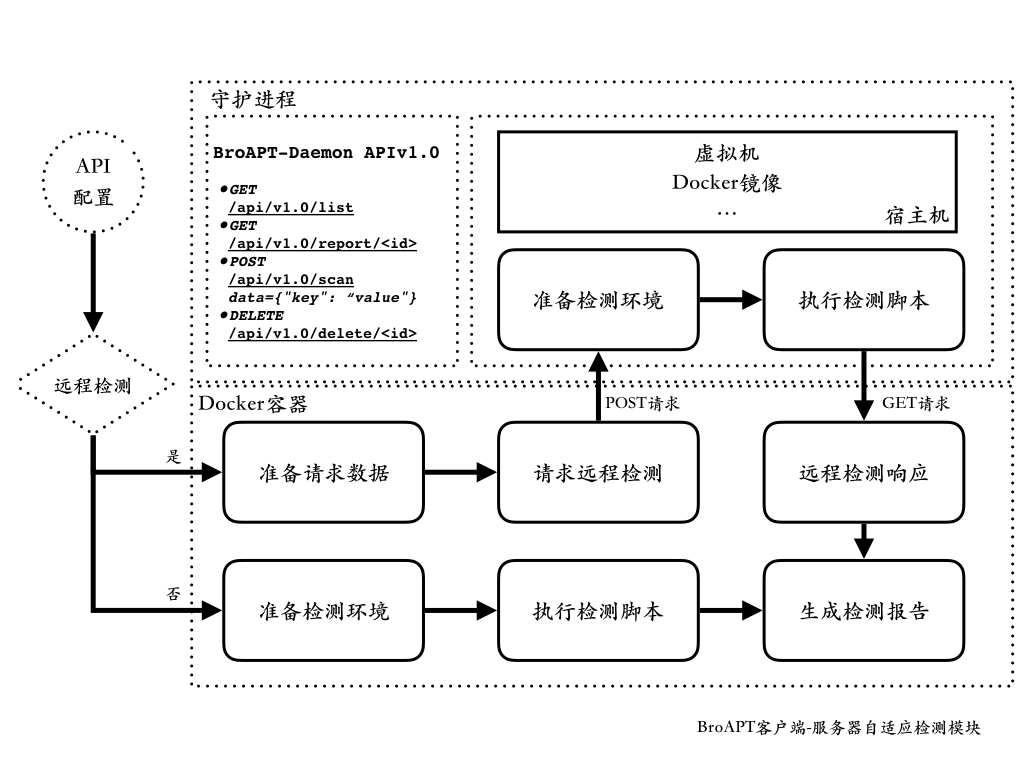 守护进程
API
配置
BroAPT-Daemon APIv1.0
•GET
/api/v1.0/list
•GET
/api/v1.0/report/<id>
•POST
/api/v1.0/scan
data={"key": “value"}
•DELETE
/api/v1.0/delete/<id>
虚拟机
Docker镜像
...
宿主机
准备检测环境
执行检测脚本
远程检测
Docker容器
POST请求
GET请求
是
准备请求数据
请求远程检测
远程检测响应
否
准备检测环境
执行检测脚本
生成检测报告
BroAPT客户端-服务器自适应检测模块